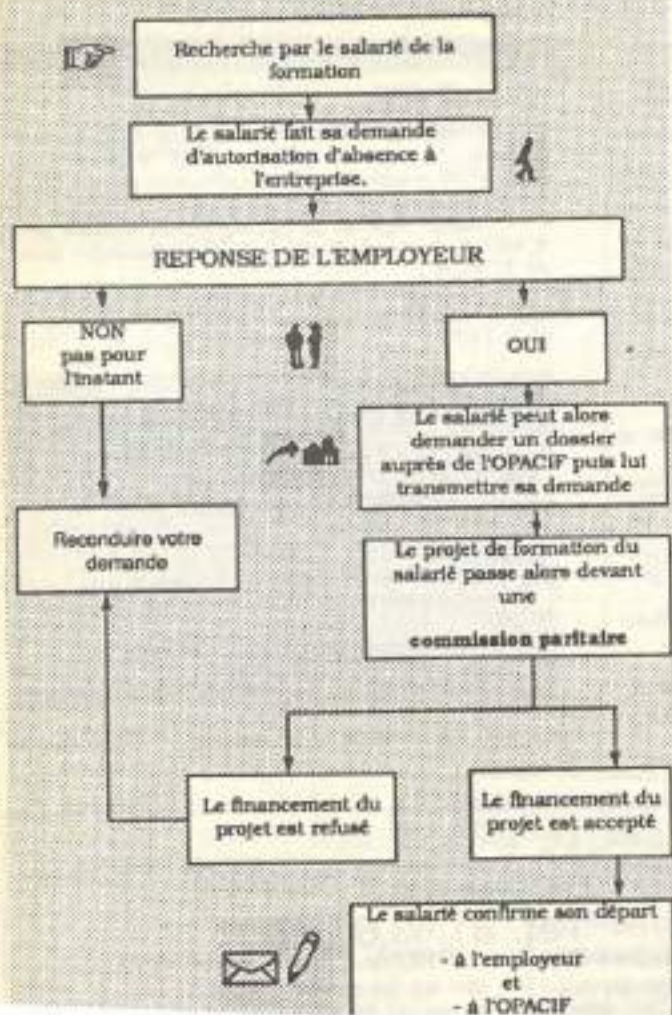 Recherche par le salarié de la
formation
Le salarié fait sa demande
d'autorisation d'absence à
l'entreprise.
REPONSE DE L'EMPLOYEUR
NON
pas pour
l'instant
OUI
Le salarié peut alors
demander un dossier
auprès de l'OPACIF puis lui
transmettre sa demande
Reconduire votre
demande
Le projet de formation du
salarié passe alors devant
une
commission paritaire
Le financement du
projet est refusé
Le financement du
projet est accepté
Le salarié confirme son départ
- à l'employeur
et
- à l'OPACIF